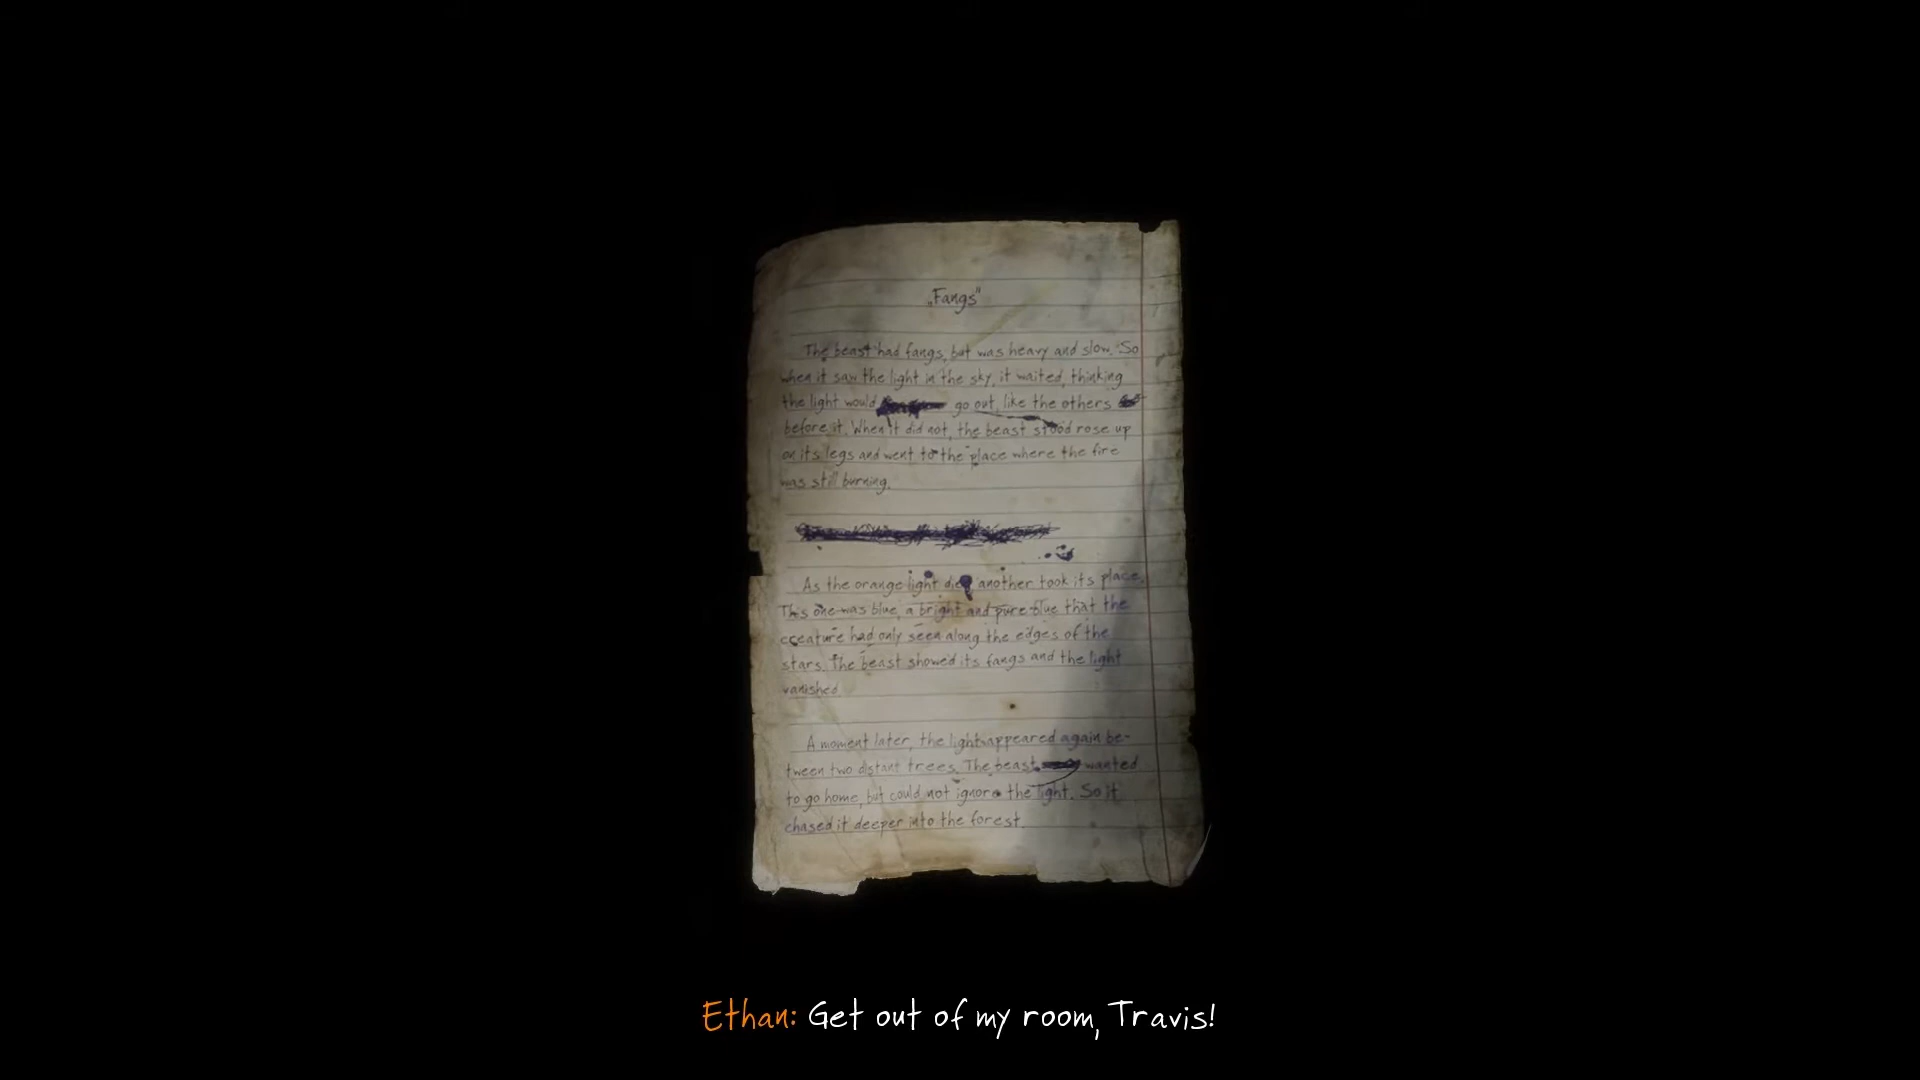 „Fangs"
The beast had fangs, but was heavy and slow. So
when it saw the light in the sky, it waited, thinking
the light would go out, like the others
before it. When it did not, the beast stood rose up
on its legs and went to the place where the fire
was still burning.
As the orange light died another took its place.
This one was blue, a bright and pure blue that the
creature had only seen along the edges of the
stars. The beast showed its fangs and the light
vanished.
A moment later, the light appeared again be-
tween two distant trees. The beast wanted
to go home, but could not ignore the light. So it
chased it deeper into the forest.
Ethan: Get out of my room, Travis!